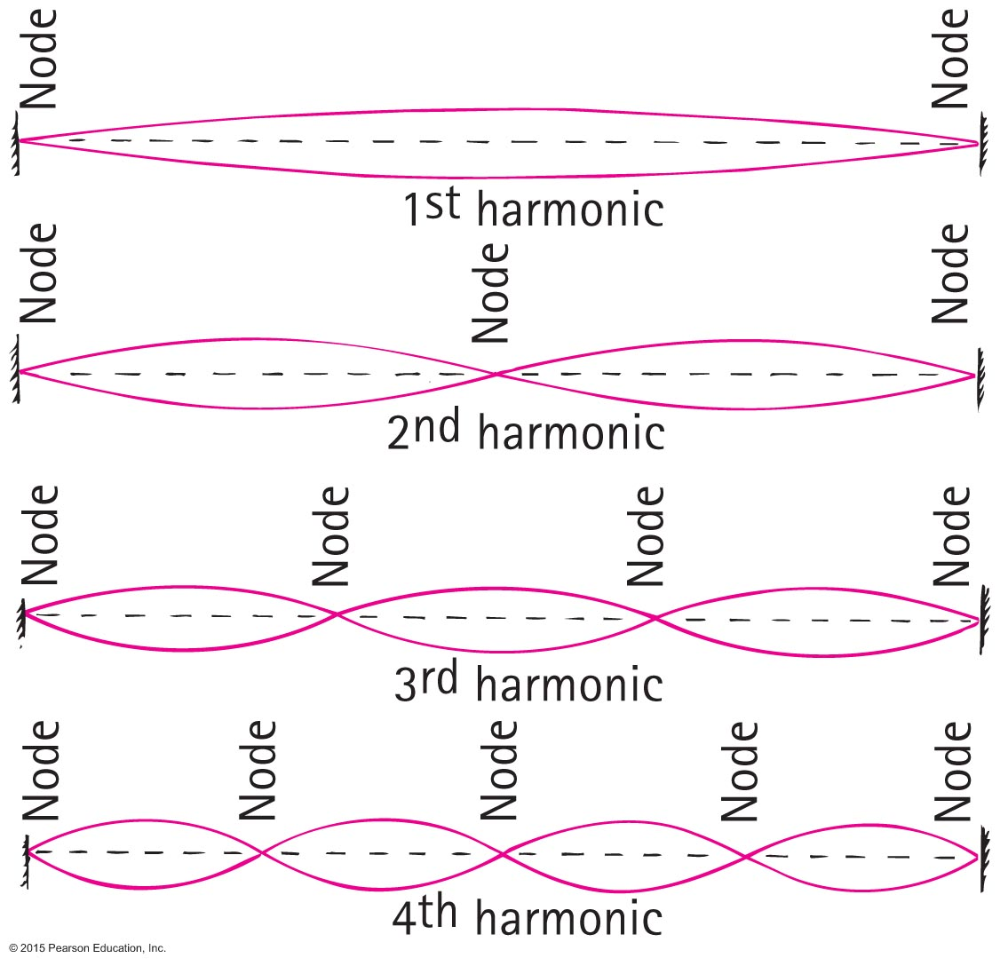 Node Node
1st harmonic
Node Node Node
2nd harmonic
Node Node Node Node
3rd harmonic
Node Node Node Node Node
4th harmonic
© 2015 Pearson Education, Inc.